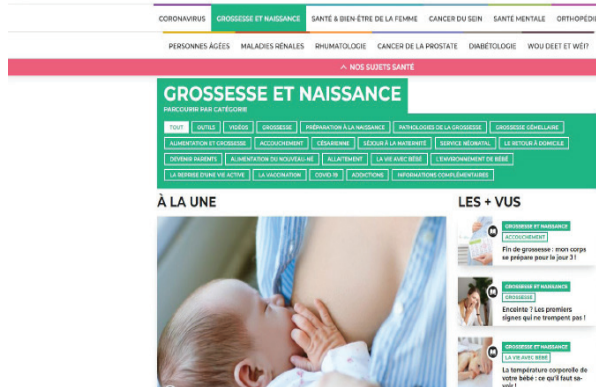 CORONAVIRUS GROSSESSE ET NAISSANCE SANTÉ & BIEN-ÊTRE DE LA FEMME CANCER DU SEIN SANTE MENTALE ORTHOPÉDIE
PERSONNES ÂGÉES MALADIES RÉNALES RHUMATOLOGIE CANCER DE LA PROSTATE DIABÉTOLOGIE WOU DEET ET WÉI?
NOS SUJETS SANTÉ
GROSSESSE ET NAISSANCE
PARCOURIR PAR CATÉGORIE
TOUT OUTILS VIDÉOS GROSSESSE PRÉPARATION À LA NAISSANCE PATHOLOGIES DE LA GROSSESSE GROSSESSE GÉMELLAIRE
ALIMENTATION ET GROSSESSE ACCOUCHEMENT CÉSARIENNE SÉJOUR À LA MATERNITÉ SERVICE NÉONATAL LE RETOUR À DOMICILE
DEVENIR PARENTS ALIMENTATION DU NOUVEAU-NÉ ALLAITEMENT LA VIE AVEC BÉBÉ L'ENVIRONNEMENT DE BÉBÉ
LA REPRISE D'UNE VIE ACTIVE LA VACCINATION COVID-19 ADDICTIONS INFORMATIONS COMPLÉMENTAIRES
À LA UNE
LES + VUS
GROSSESSE ET NAISSANCE
ACCOUCHEMENT
Fin de grossesse : mon corps
se prépare pour le jour J !
GROSSESSE ET NAISSANCE
GROSSESSE
Enceinte ? Les premiers
signes qui ne trompent pas !
GROSSESSE ET NAISSANCE
LA VIE AVEC BÉBÉ
La température corporelle de
votre bébé : ce qu'il faut sa-
voir !